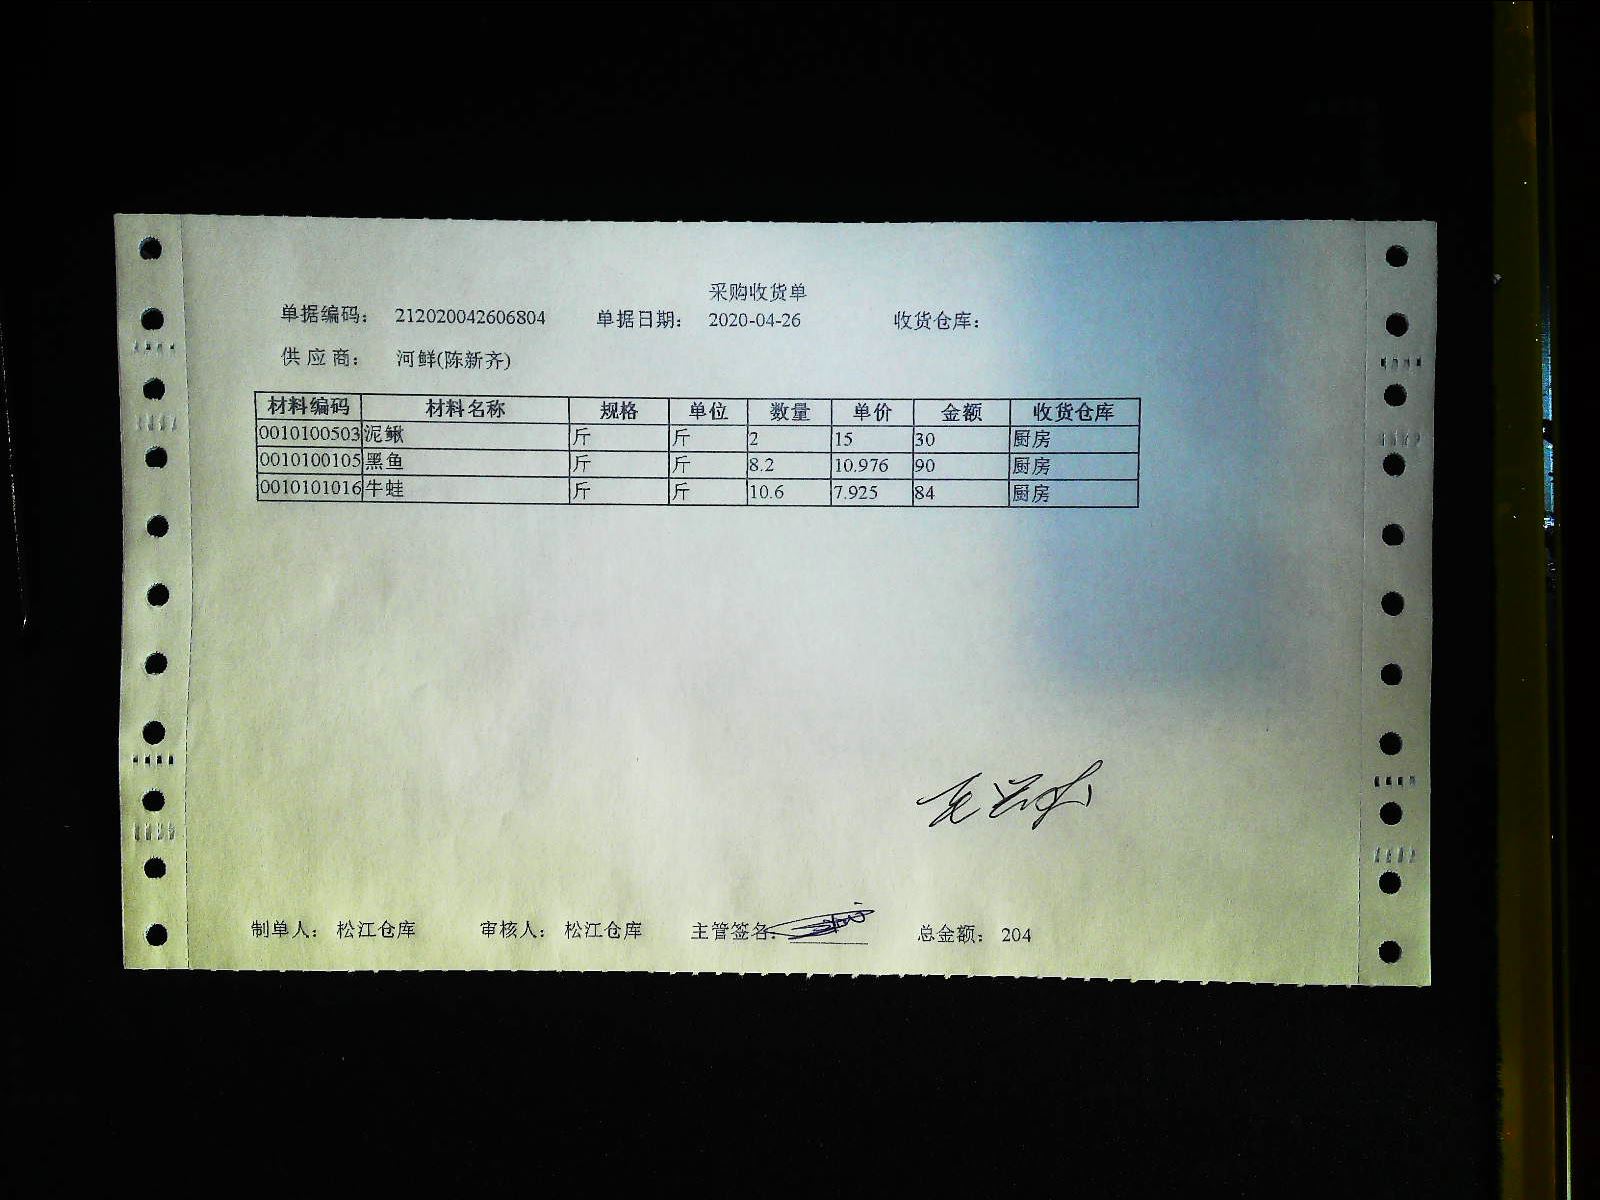 采购收货单
单据编码： 212020042606804 单据日期： 2020-04-26 收货仓库：
供应商： 河鲜(陈新齐)
材料编码 材料名称 规格 单位 数量 单价 金额 收货仓库
0010100503 泥鳅 斤 斤 2 15 30 厨房
0010100105 黑鱼 斤 斤 8.2 10.976 90 厨房
0010101016 牛蛙 斤 斤 10.6 7.925 84 厨房
制单人： 松江仓库 审核人： 松江仓库 主管签名: 总金额： 204